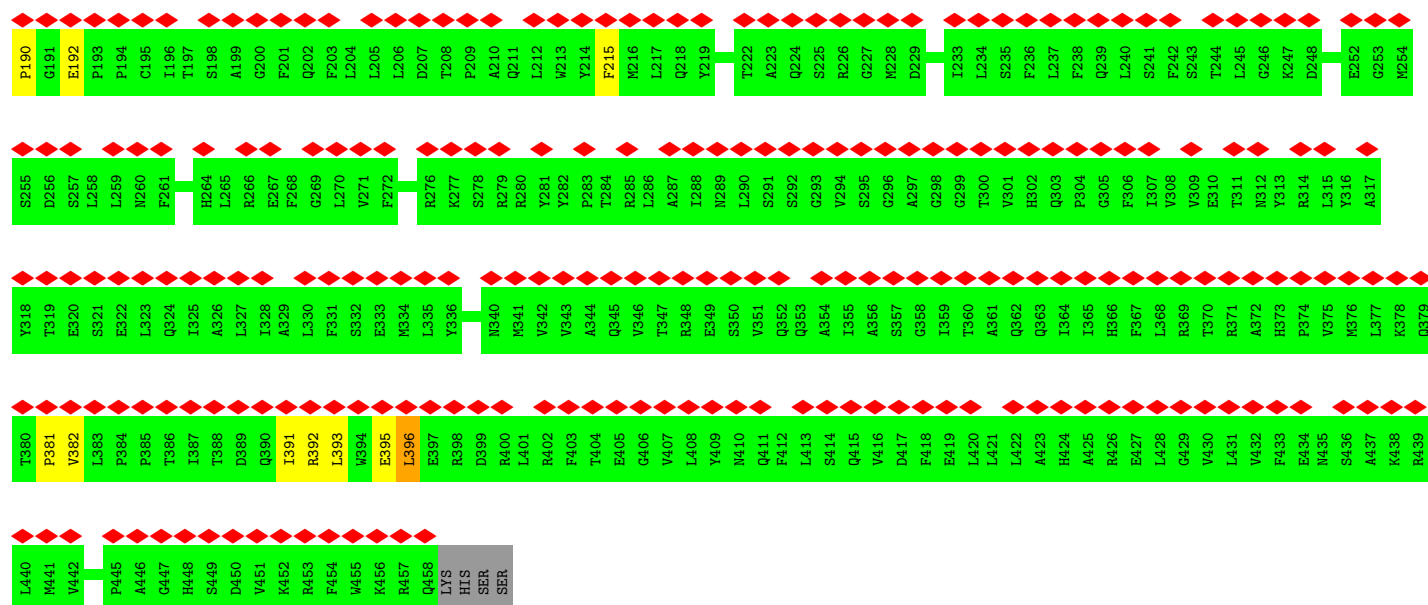 P190 G191 E192 P193 P194 C195 I196 T197 S198 A199 G200 F201 Q202 F203 L204 L205 L206 D207 T208 P209 A210 Q211 L212 W213 Y214 F215 M216 L217 Q218 Y219 T222 A223 Q224 S225 R226 G227 M228 D229 I233 L234 S235 F236 L237 F238 Q239 L240 S241 F242 S243 T244 L245 G246 K247 D248 E252 G253 M254
S255 D256 S257 L258 L259 N260 F261 H264 L265 R266 E267 F268 G269 L270 V271 F272 R276 K277 S278 R279 R280 Y281 Y282 P283 T284 R285 L286 A287 I288 N289 L290 S291 S292 G293 V294 S295 G296 A297 G298 G299 T300 V301 H302 Q303 P304 G305 F306 I307 V308 V309 E310 T311 N312 Y313 R314 L315 Y316 A317
Y318 T319 E320 S321 E322 L323 Q324 I325 A326 L327 I328 A329 L330 F331 S332 E333 M334 L335 Y336 N340 M341 V342 V343 A344 Q345 V346 T347 R348 E349 S350 V351 Q352 Q353 A354 I355 A356 S357 G358 I359 T360 A361 Q362 Q363 I364 I365 H366 F367 L368 R369 T370 R371 A372 H373 P374 V375 M376 L377 K378 Q379
T380 P381 V382 L383 P384 P385 T386 I387 T388 D389 Q390 I391 R392 L393 W394 E395 L396 E397 R398 D399 R400 L401 R402 F403 T404 E405 G406 V407 L408 Y409 N410 Q411 F412 L413 S414 Q415 V416 D417 F418 E419 L420 L421 L422 A423 H424 A425 R426 E427 L428 G429 V430 L431 V432 F433 E434 N435 S436 A437 K438 R439
L440 M441 V442 P445 A446 G447 H448 S449 D450 V451 K452 R453 F454 W455 K456 R457 Q458 LYS HIS SER SER